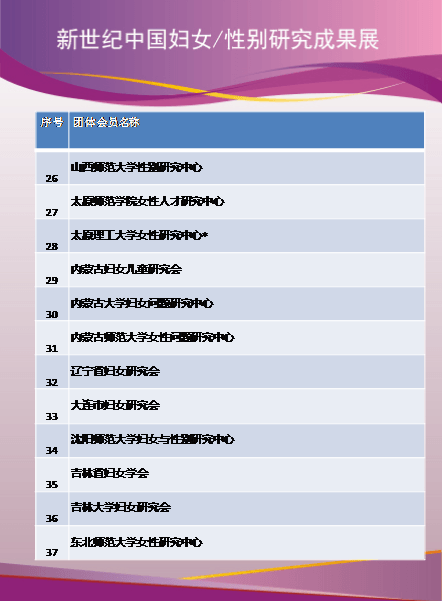 新世纪中国妇女/性别研究成果展
序号 团体会员名称
26 山西师范大学性别研究中心
27 太原师范学院女性人才研究中心
28 太原理工大学女性研究中心*
29 内蒙古妇女儿童研究会
30 内蒙古大学妇女问题研究中心
31 内蒙古师范大学女性问题研究中心
32 辽宁省妇女研究会
33 大连市妇女研究会
34 沈阳师范大学妇女与性别研究中心
35 吉林省妇女学会
36 吉林大学妇女研究会
37 东北师范大学女性研究中心